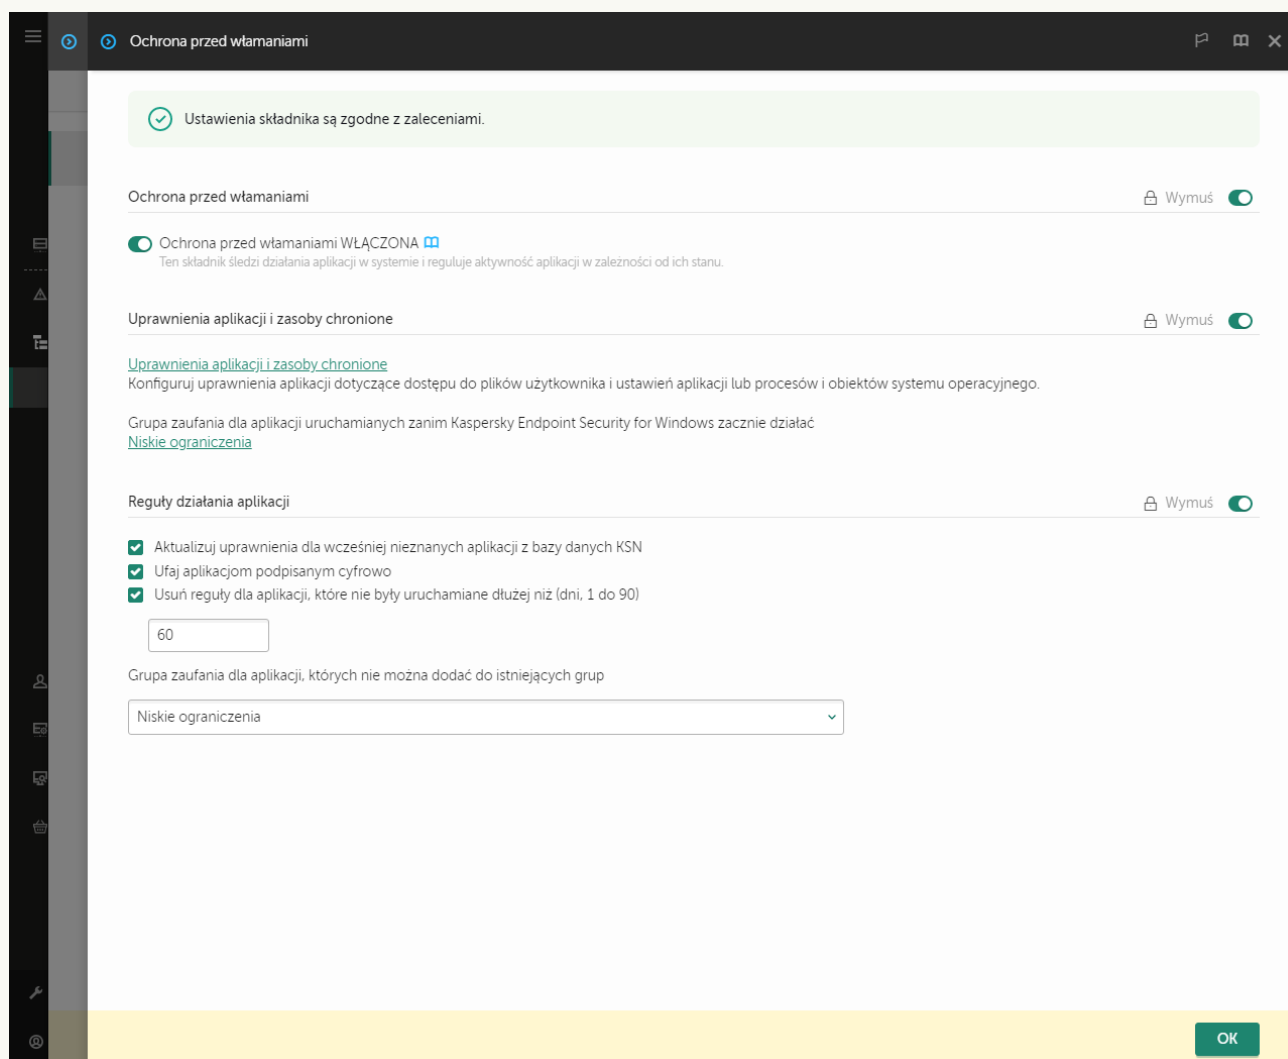 Ochrona przed włamaniami
Ustawienia składnika są zgodne z zaleceniami.
Ochrona przed włamaniami
Wymuś
Ochrona przed włamaniami WŁĄCZONA
Ten składnik śledzi działania aplikacji w systemie i reguluje aktywność aplikacji w zależności od ich stanu.
Uprawnienia aplikacji i zasoby chronione
Wymuś
Uprawnienia aplikacji i zasoby chronione
Konfiguruj uprawnienia aplikacji dotyczące dostępu do plików użytkownika i ustawień aplikacji lub procesów i obiektów systemu operacyjnego.
Grupa zaufania dla aplikacji uruchamianych zanim Kaspersky Endpoint Security for Windows zacznie działać
Niskie ograniczenia
Reguły działania aplikacji
Wymuś
Aktualizuj uprawnienia dla wcześniej nieznanych aplikacji z bazy danych KSN
Ufaj aplikacjom podpisanym cyfrowo
Usuń reguły dla aplikacji, które nie były uruchamiane dłużej niż (dni, 1 do 90)
60
Grupa zaufania dla aplikacji, których nie można dodać do istniejących grup
Niskie ograniczenia
OK